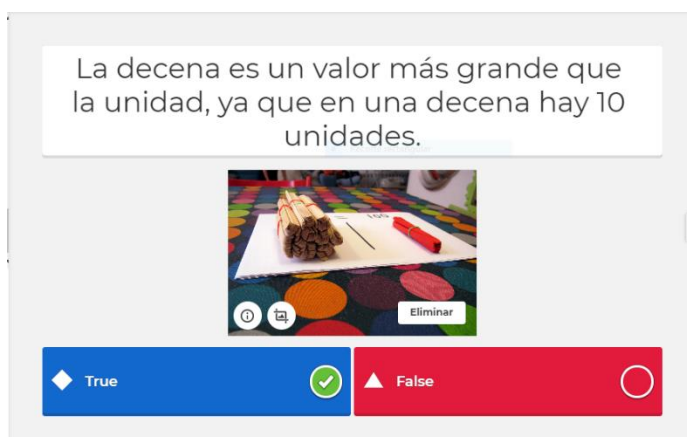 La decena es un valor más grande que
la unidad, ya que en una decena hay 10
unidades.
100
Eliminar
True
False